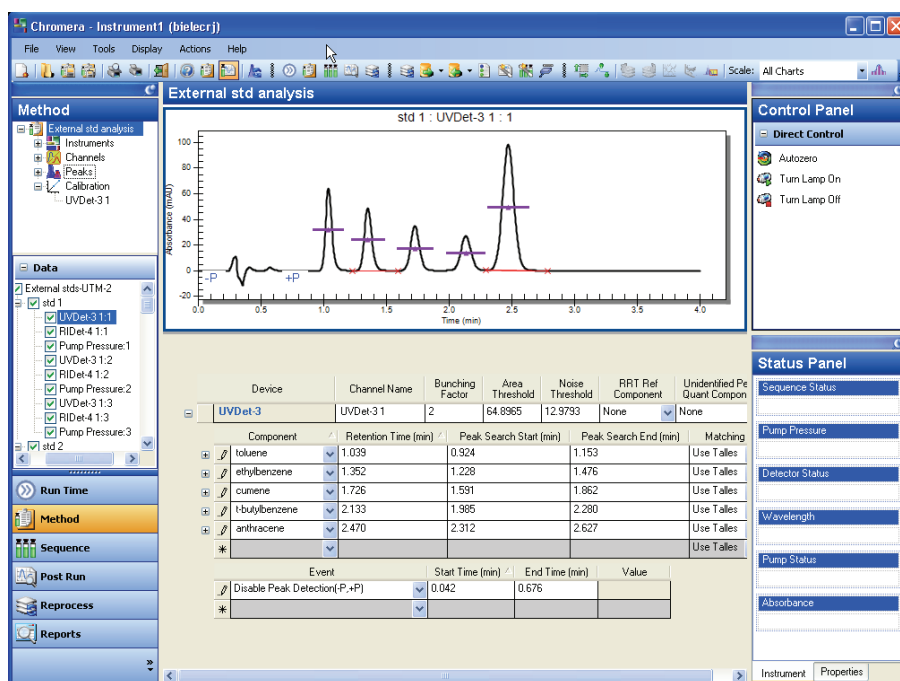 Chromera - Instrument1 (bielecrj)
File View Tools Display Actions Help
Scale: All Charts
Method
External std analysis
Instruments
Channels
Peaks
Calibration
UVDet-3 1
Data
External stds-UTM-2
std 1
UVDet-3 1:1
RIDet-4 1:1
Pump Pressure:1
UVDet-3 1:2
RIDet-4 1:2
Pump Pressure:2
UVDet-3 1:3
RIDet-4 1:3
Pump Pressure:3
std 2
Run Time
Method
Sequence
Post Run
Reprocess
Reports
External std analysis
std 1 : UVDet-3 1 : 1
Absorbance (mAU)
100
80
60
40
20
0
-20
-P +P
0.0 0.5 1.0 1.5 2.0 2.5 3.0 3.5 4.0
Time (min)
Device Channel Name Bunching Factor Area Threshold Noise Threshold RRT Ref Component Unidentified Pe Quant Compon
UVDet-3 UVDet-3 1 2 64.8965 12.9793 None None
Component Retention Time (min) Peak Search Start (min) Peak Search End (min) Matching
toluene 1.039 0.924 1.153 Use Talles
ethylbenzene 1.352 1.228 1.476 Use Talles
cumene 1.726 1.591 1.862 Use Talles
t-butylbenzene 2.133 1.985 2.280 Use Talles
anthracene 2.470 2.312 2.627 Use Talles
Use Talles
Event Start Time (min) End Time (min) Value
Disable Peak Detection(-P,+P) 0.042 0.676
Control Panel
Direct Control
Autozero
Turn Lamp On
Turn Lamp Off
Status Panel
Sequence Status
Pump Pressure
Detector Status
Wavelength
Pump Status
Absorbance
Instrument Properties